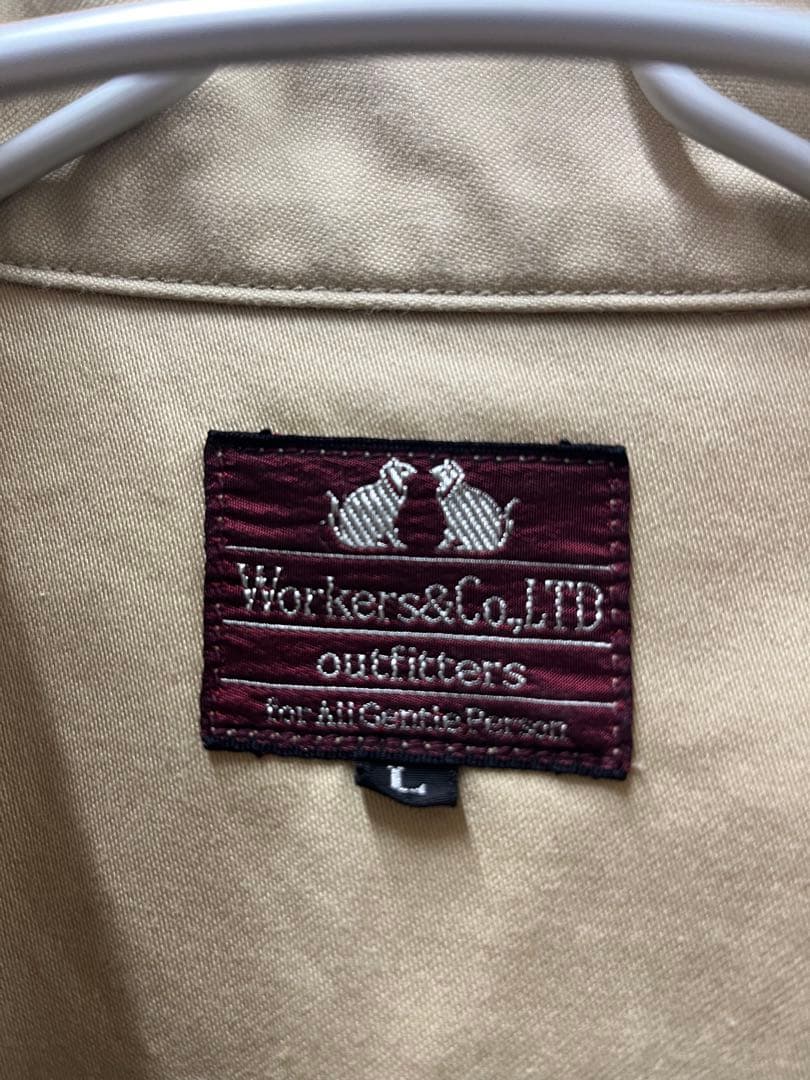 Workers&Co.,LTD
outfitters
for All Gentle Person
L